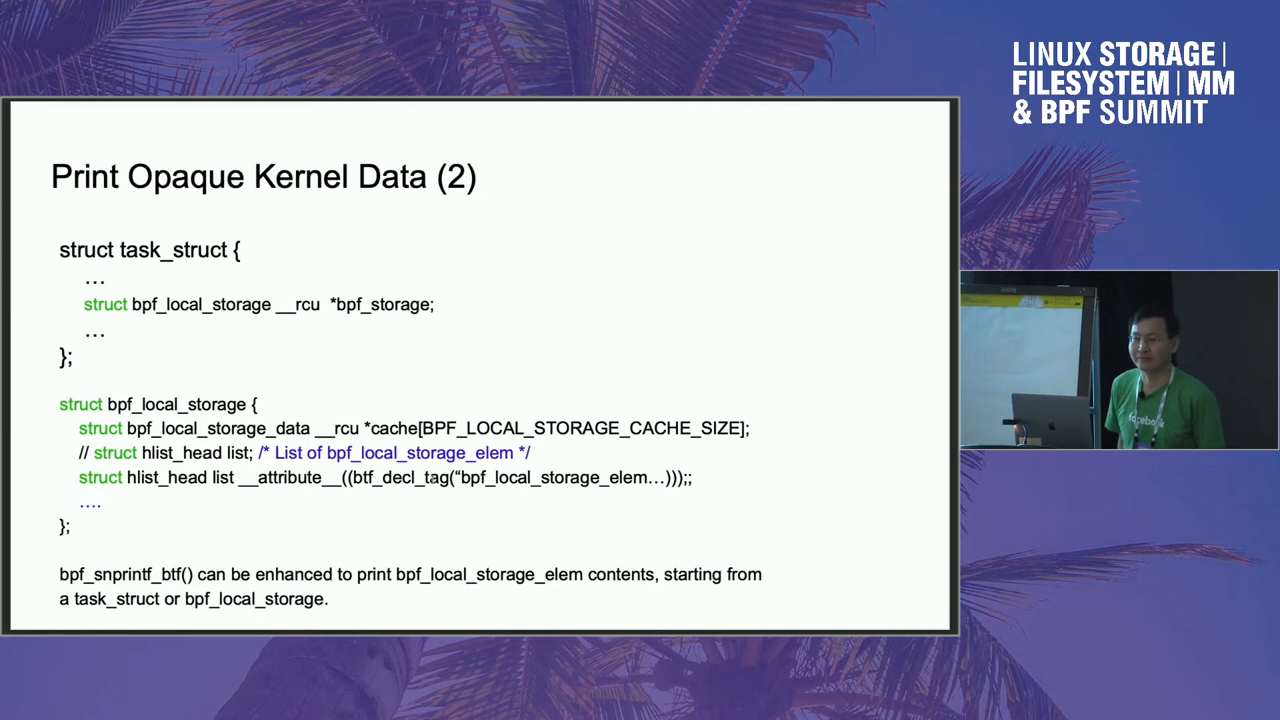 LINUX STORAGE |
FILESYSTEM | MM
& BPF SUMMIT
Print Opaque Kernel Data (2)
struct task_struct {
…
struct bpf_local_storage __rcu *bpf_storage;
…
};
struct bpf_local_storage {
struct bpf_local_storage_data __rcu *cache[BPF_LOCAL_STORAGE_CACHE_SIZE];
// struct hlist_head list; /* List of bpf_local_storage_elem */
struct hlist_head list __attribute__((btf_decl_tag(“bpf_local_storage_elem…)));;
….
};
bpf_snprintf_btf() can be enhanced to print bpf_local_storage_elem contents, starting from
a task_struct or bpf_local_storage.
facebook